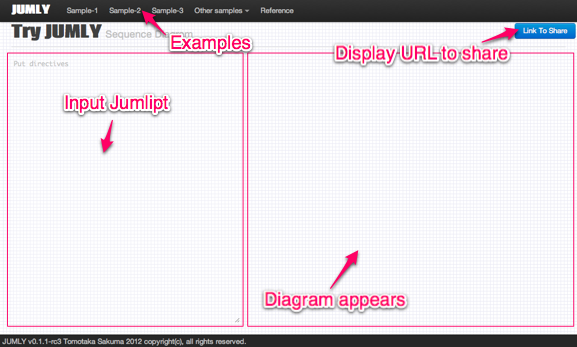 JUMLY Sample-1 Sample-2 Sample-3 Other samples Reference
Try JUMLY Sequence Diagram
Link To Share
Examples
Display URL to share
Put directives
Input Jumlipt
Diagram appears
JUMLY v0.1.1-rc3 Tomotaka Sakuma 2012 copyright(c), all rights reserved.